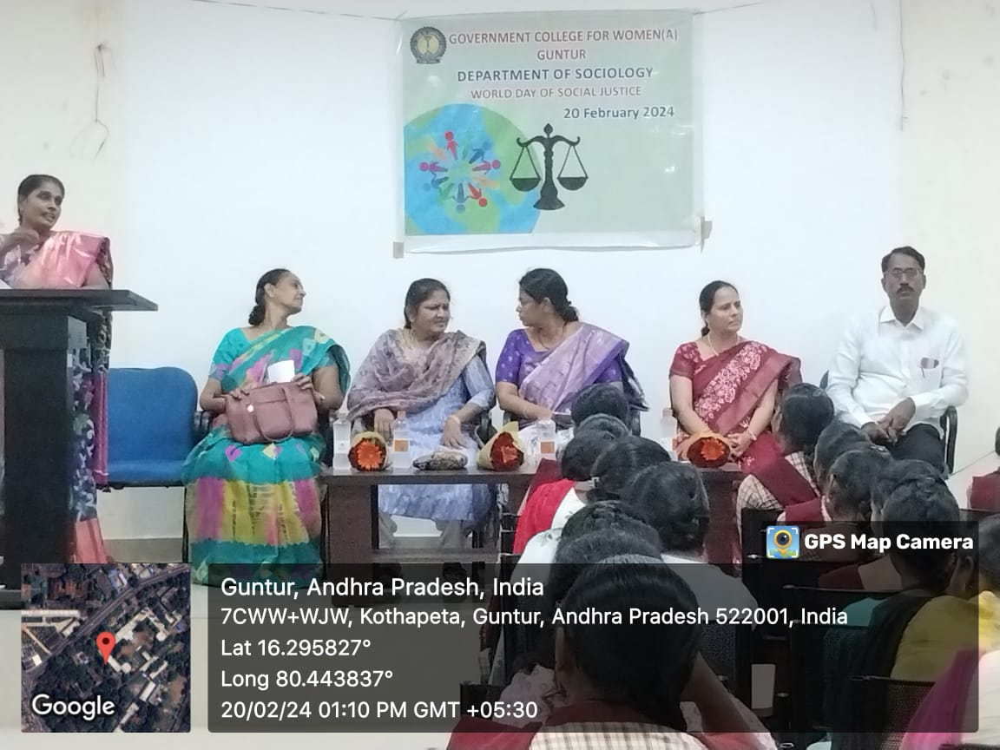 GOVERNMENT COLLEGE FOR WOMEN(A)
GUNTUR
DEPARTMENT OF SOCIOLOGY
WORLD DAY OF SOCIAL JUSTICE
20 February 2024
GPS Map Camera
Guntur, Andhra Pradesh, India
7CWW+WJW, Kothapeta, Guntur, Andhra Pradesh 522001, India
Lat 16.295827°
Long 80.443837°
20/02/24 01:10 PM GMT +05:30
Google